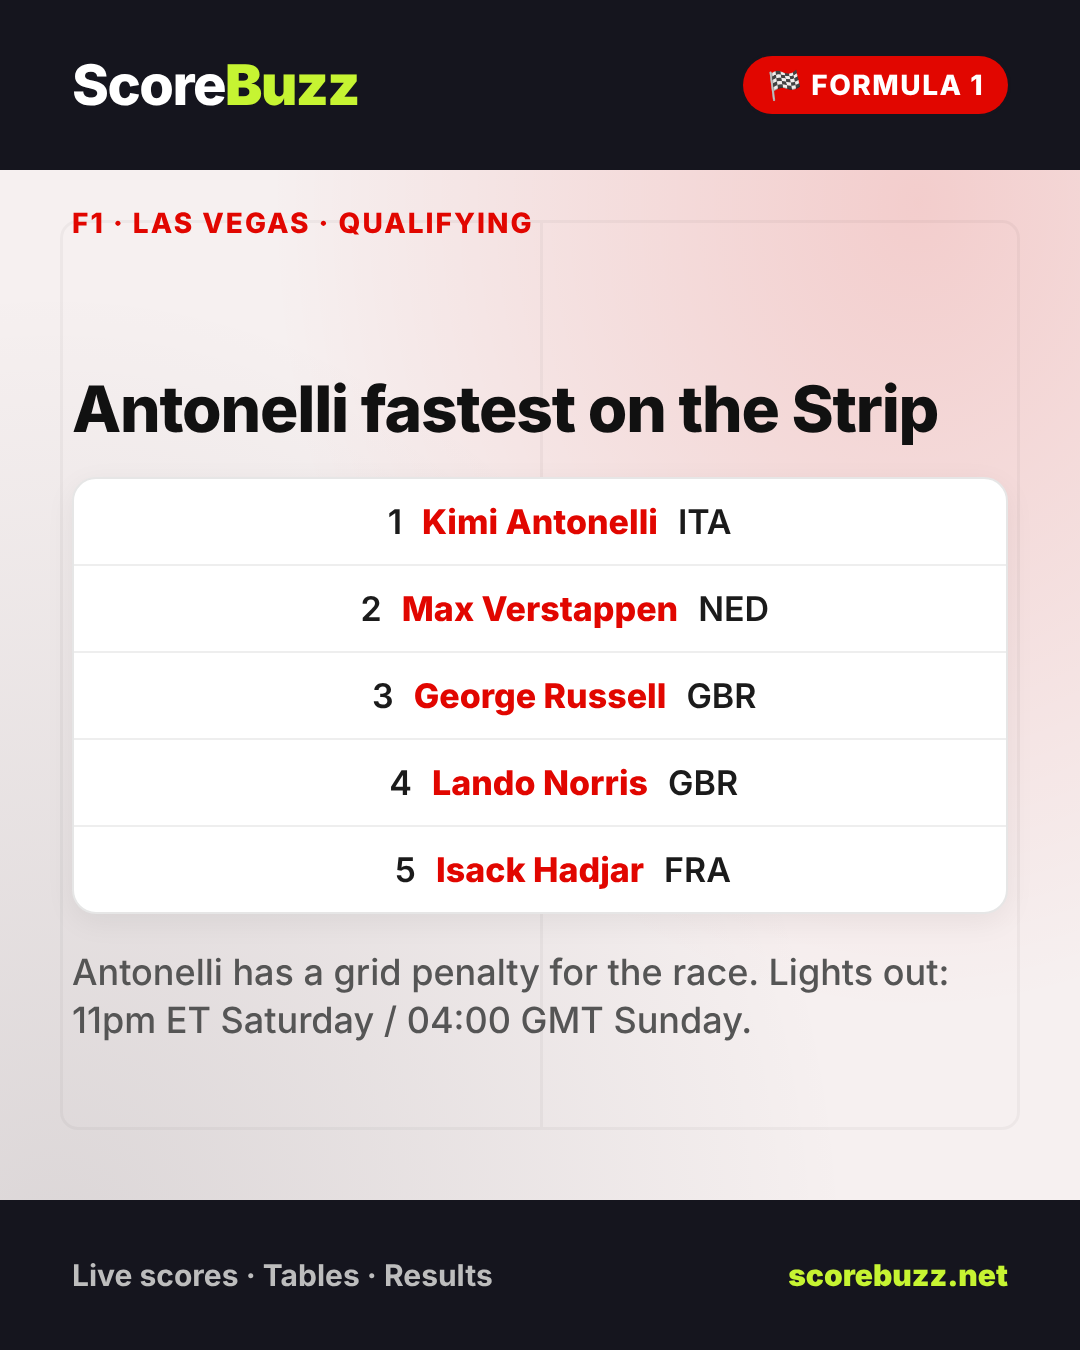 ScoreBuzz
🏁 FORMULA 1
F1 · LAS VEGAS · QUALIFYING
Antonelli fastest on the Strip
1 Kimi Antonelli ITA
2 Max Verstappen NED
3 George Russell GBR
4 Lando Norris GBR
5 Isack Hadjar FRA
Antonelli has a grid penalty for the race. Lights out:
11pm ET Saturday / 04:00 GMT Sunday.
Live scores · Tables · Results
scorebuzz.net